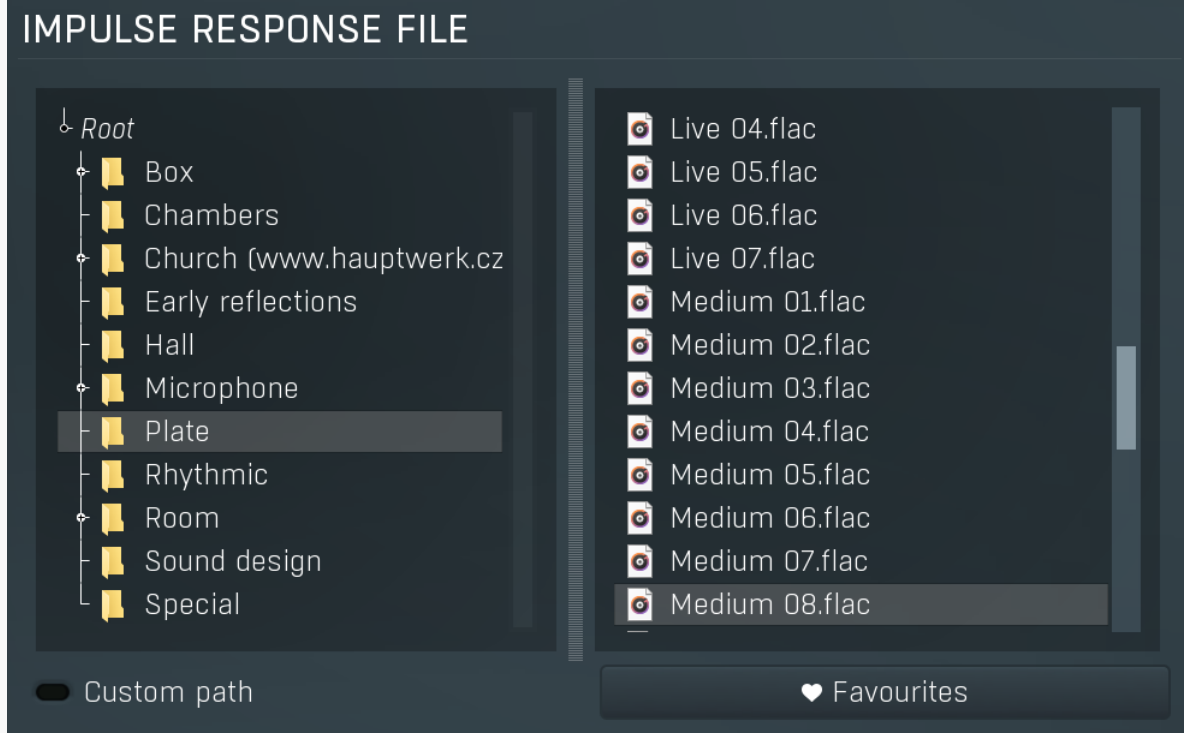 IMPULSE RESPONSE FILE
Root
Box
Chambers
Church (www.hauptwerk.cz
Early reflections
Hall
Microphone
Plate
Rhythmic
Room
Sound design
Special
Custom path
Live 04.flac
Live 05.flac
Live 06.flac
Live 07.flac
Medium 01.flac
Medium 02.flac
Medium 03.flac
Medium 04.flac
Medium 05.flac
Medium 06.flac
Medium 07.flac
Medium 08.flac
Favourites